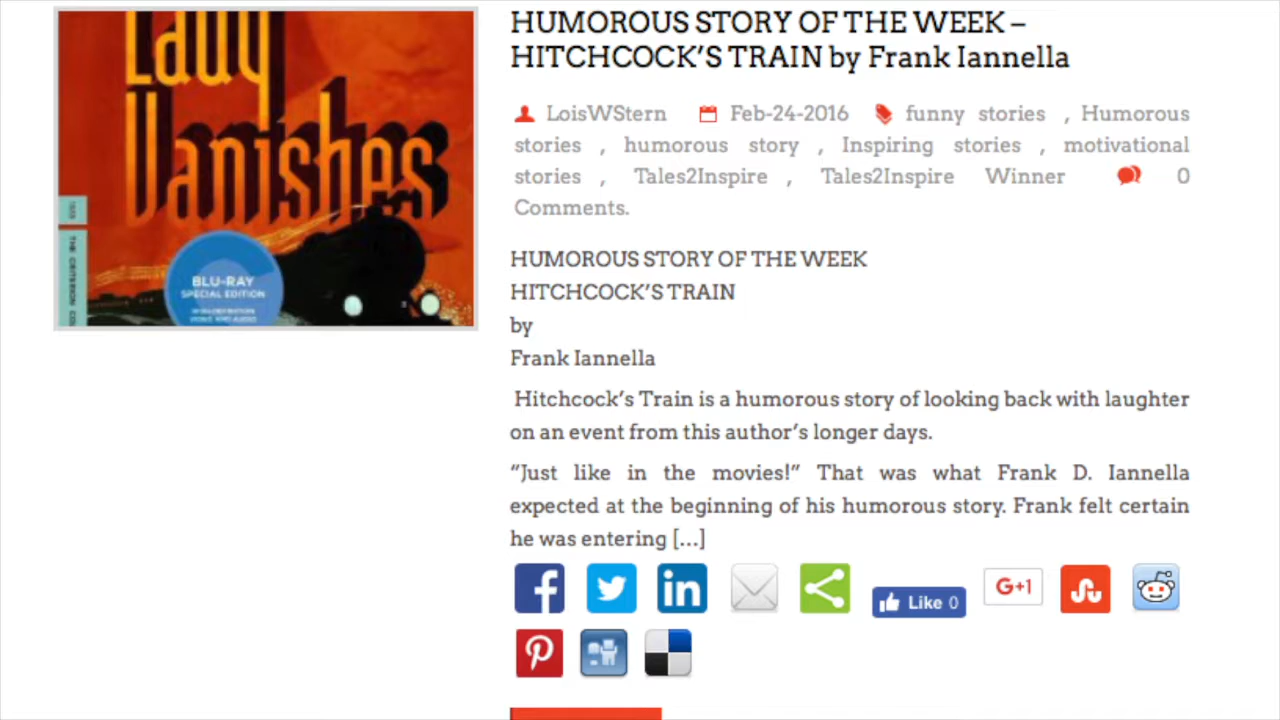 Lady
Vanishes
BLU-RAY
SPECIAL EDITION
HUMOROUS STORY OF THE WEEK –
HITCHCOCK’S TRAIN by Frank Iannella
LoisWStern Feb-24-2016 funny stories , Humorous
stories , humorous story , Inspiring stories , motivational
stories , Tales2Inspire , Tales2Inspire Winner 0
Comments.
HUMOROUS STORY OF THE WEEK
HITCHCOCK’S TRAIN
by
Frank Iannella
Hitchcock’s Train is a humorous story of looking back with laughter
on an event from this author’s longer days.
“Just like in the movies!” That was what Frank D. Iannella
expected at the beginning of his humorous story. Frank felt certain
he was entering [...]
Like 0
G+1